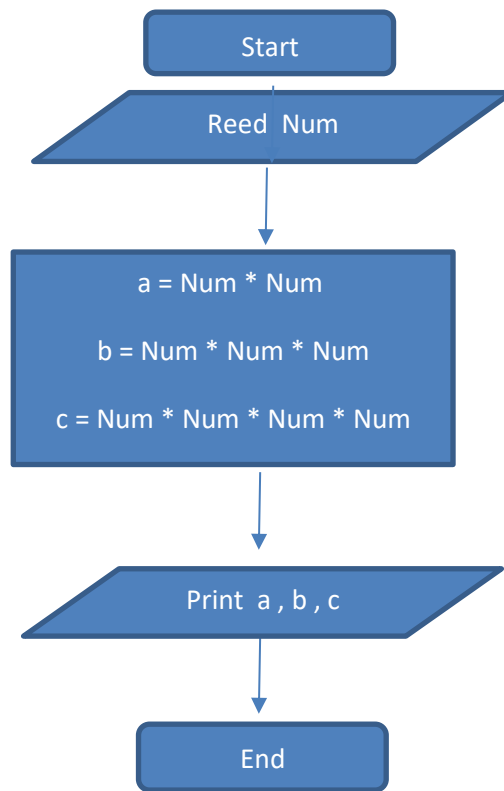 Start
Reed Num
a = Num * Num
b = Num * Num * Num
c = Num * Num * Num * Num
Print a , b , c
End